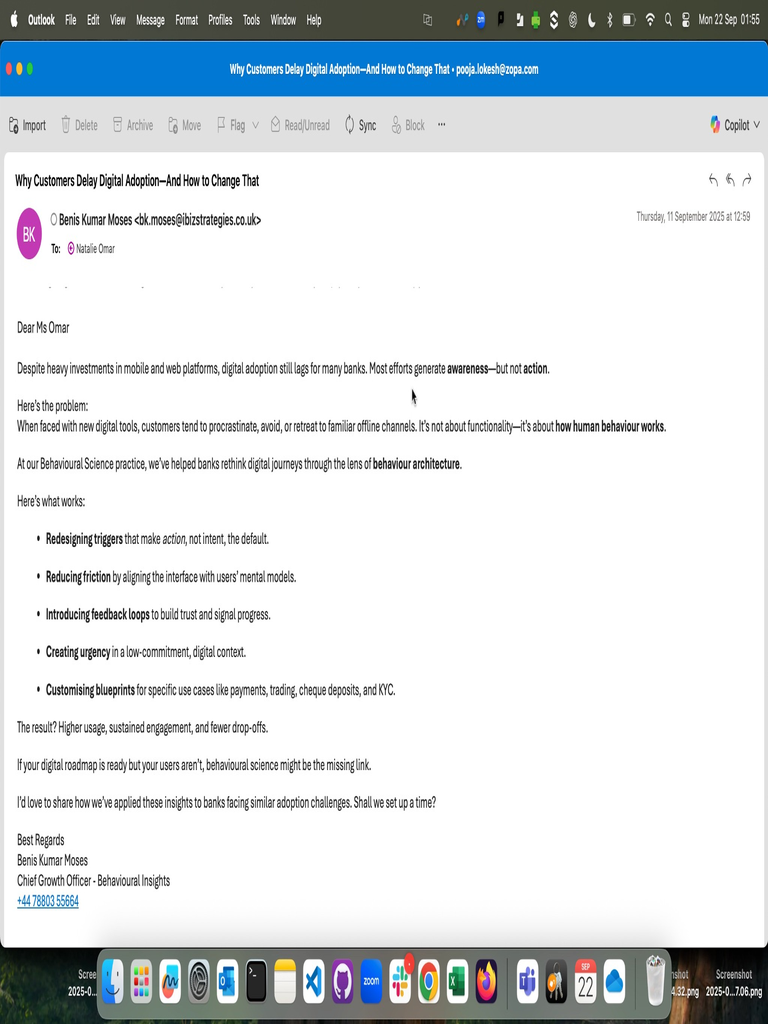 Outlook File Edit View Message Format Profiles Tools Window Help zm Mon 22 Sep 01:55
Why Customers Delay Digital Adoption—And How to Change That • pooja.lokesh@zopa.com
Import Delete Archive Move Flag Read/Unread Sync Block ••• Copilot
Why Customers Delay Digital Adoption—And How to Change That
BK
Benis Kumar Moses <bk.moses@ibizstrategies.co.uk>
Thursday, 11 September 2025 at 12:59
To: Natalie Omar
Dear Ms Omar
Despite heavy investments in mobile and web platforms, digital adoption still lags for many banks. Most efforts generate awareness—but not action.
Here's the problem:
When faced with new digital tools, customers tend to procrastinate, avoid, or retreat to familiar offline channels. It's not about functionality—it's about how human behaviour works.
At our Behavioural Science practice, we've helped banks rethink digital journeys through the lens of behaviour architecture.
Here's what works:
• Redesigning triggers that make action, not intent, the default.
• Reducing friction by aligning the interface with users' mental models.
• Introducing feedback loops to build trust and signal progress.
• Creating urgency in a low-commitment, digital context.
• Customising blueprints for specific use cases like payments, trading, cheque deposits, and KYC.
The result? Higher usage, sustained engagement, and fewer drop-offs.
If your digital roadmap is ready but your users aren't, behavioural science might be the missing link.
I'd love to share how we've applied these insights to banks facing similar adoption challenges. Shall we set up a time?
Best Regards
Benis Kumar Moses
Chief Growth Officer - Behavioural Insights
+44 78803 55664
Scree
2025-0...
zoom
SEP
22
nshot
4.32.png
Screenshot
2025-0...7.06.png